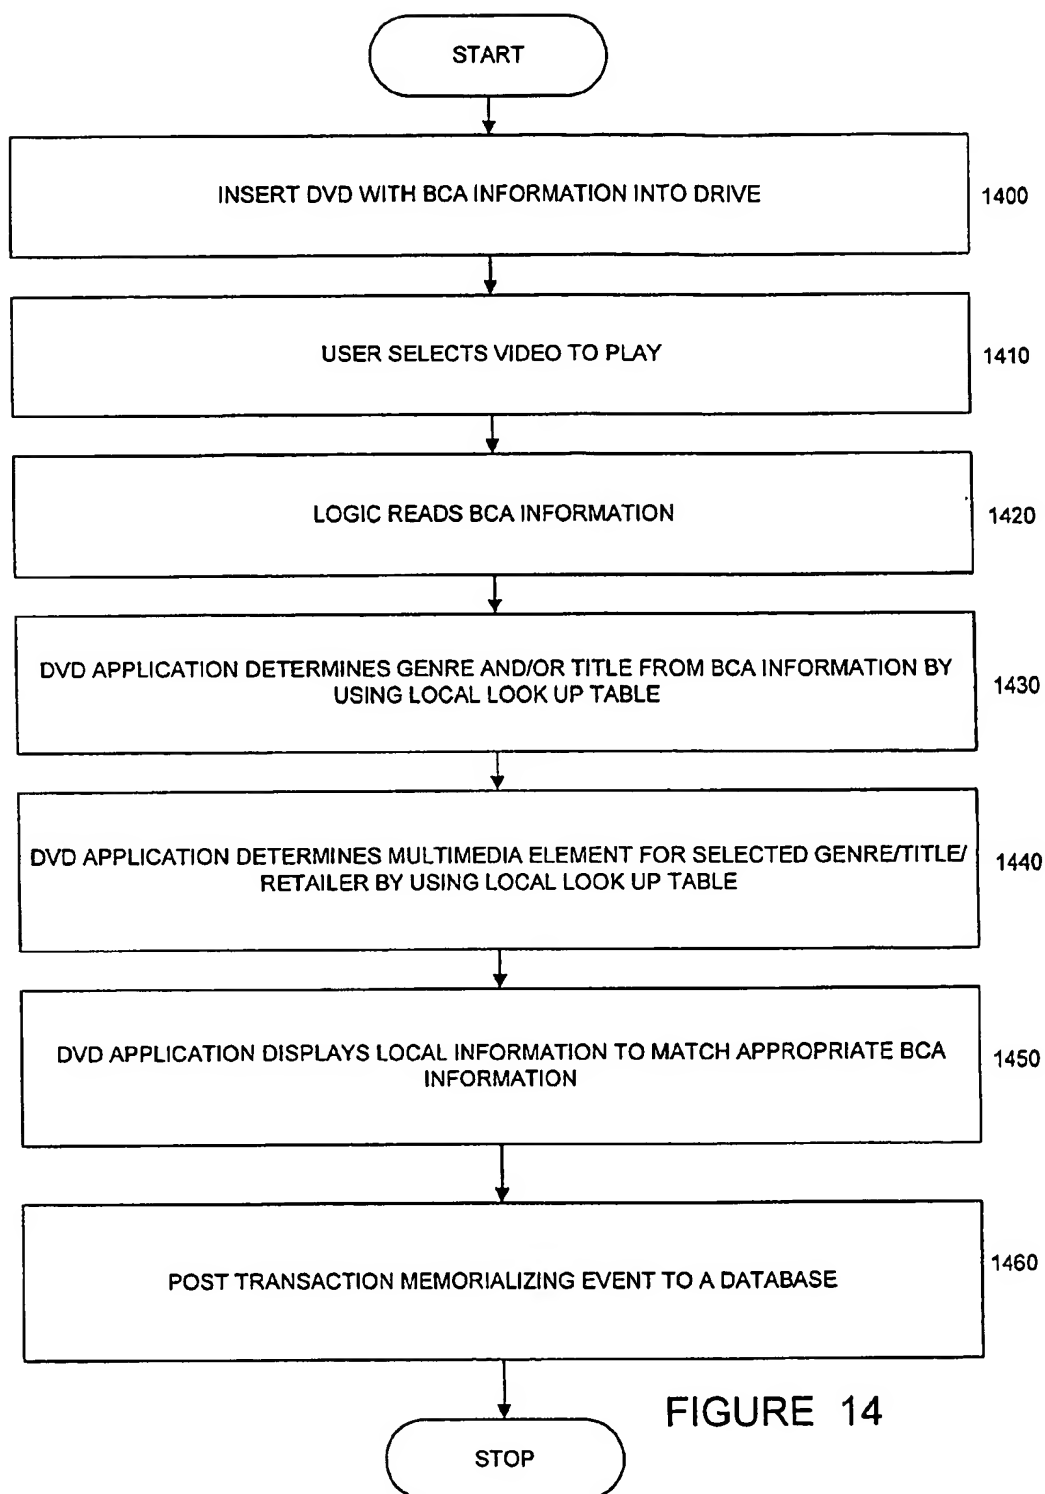 START
INSERT DVD WITH BCA INFORMATION INTO DRIVE
1400
USER SELECTS VIDEO TO PLAY
1410
LOGIC READS BCA INFORMATION
1420
DVD APPLICATION DETERMINES GENRE AND/OR TITLE FROM BCA INFORMATION BY
USING LOCAL LOOK UP TABLE
1430
DVD APPLICATION DETERMINES MULTIMEDIA ELEMENT FOR SELECTED GENRE/TITLE/
RETAILER BY USING LOCAL LOOK UP TABLE
1440
DVD APPLICATION DISPLAYS LOCAL INFORMATION TO MATCH APPROPRIATE BCA
INFORMATION
1450
POST TRANSACTION MEMORIALIZING EVENT TO A DATABASE
1460
FIGURE 14
STOP